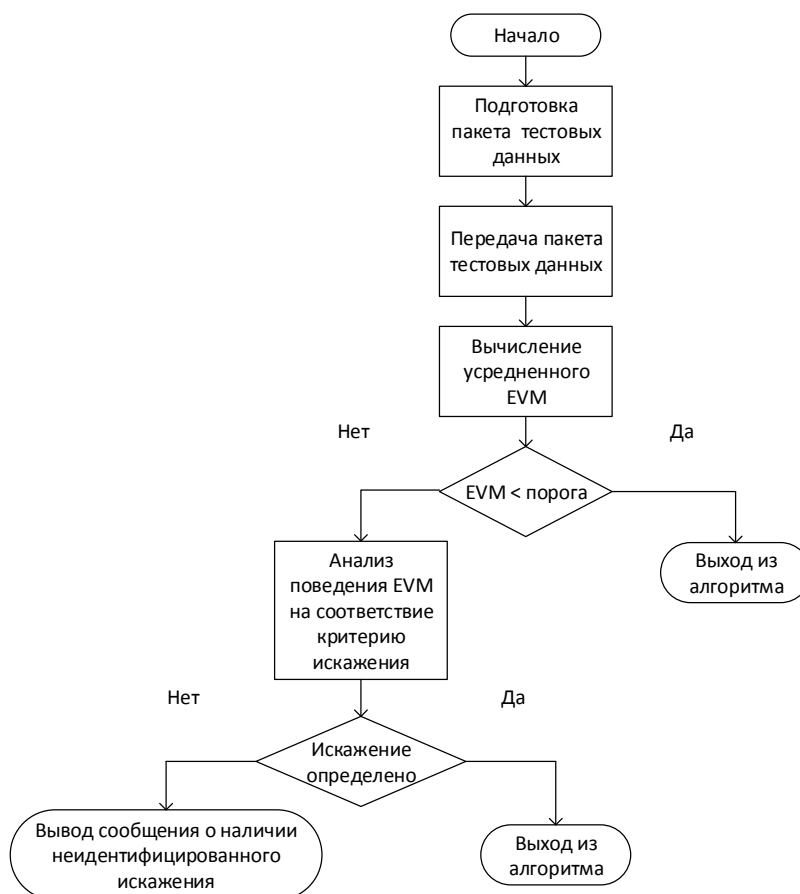 Начало
Подготовка
пакета тестовых
данных
Передача пакета
тестовых данных
Вычисление
усредненного
EVM
Нет
Да
EVM < порога
Анализ
поведения EVM
на соответствие
критерию
искажения
Выход из
алгоритма
Нет
Да
Искажение
определено
Вывод сообщения о наличии
неидентифицированного
искажения
Выход из
алгоритма